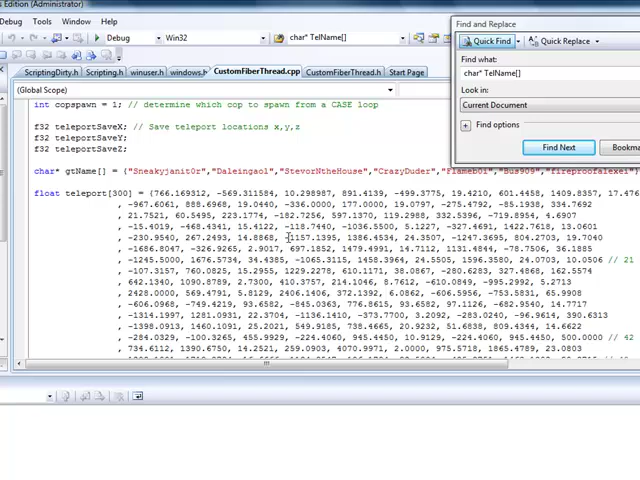 s Edition (Administrator)
Debug Tools Window Help
Debug Win32 char* TelName[]
ScriptingDirty.h Scripting.h winuser.h windows.h CustomFiberThread.cpp CustomFiberThread.h Start Page
(Global Scope)
int copspawn = 1; // determine which cop to spawn from a CASE loop
f32 teleportSaveX; // Save teleport locations x,y,z
f32 teleportSaveY;
f32 teleportSaveZ;
char* gtName[] = {"Sneakyjanit0r","Daleingaol","StevorNtheHouse","CrazyDuder","Flameb01","Bus909","fireproofalexei"}
float teleport[300] = {766.169312, -569.311584, 10.298987, 891.4139, -499.3775, 19.4210, 601.4458, 1409.8357, 17.476
, -967.6061, 888.6968, 19.0440, -336.0000, 177.0000, 19.0797, -275.4792, -85.1938, 334.7692
, 21.7521, 60.5495, 223.1774, -182.7256, 597.1370, 119.2988, 332.5396, -719.8954, 4.6907
, -15.4019, -468.4341, 15.4122, -118.7440, -1036.5500, 5.1227, -327.4691, 1422.7618, 13.0601
, -230.9540, 267.2493, 14.8868, -1157.1395, 1386.4534, 24.3507, -1247.3695, 804.2703, 19.7040
, -1686.8047, -326.9265, 2.9017, 697.1852, 1479.4991, 14.7112, 1131.4844, -78.7506, 36.1885
, -1245.5000, 1676.5734, 34.4385, -1065.3115, 1458.3964, 24.5505, 1596.3580, 24.0703, 10.0506 // 21
, -107.3157, 760.0825, 15.2955, 1229.2278, 610.1171, 38.0867, -280.6283, 327.4868, 162.5574
, 642.1340, 1090.8789, 2.7300, 410.3757, 214.1046, 8.7612, -610.0849, -995.2992, 5.2713
, 2428.0000, 569.4791, 5.8129, 2406.1406, 372.1392, 6.0862, -606.5956, -753.5831, 65.9908
, -606.0968, -749.4219, 93.6582, -845.0363, 776.8615, 93.6582, 1126.7682, -581.9540, 14.7717
, -1314.1997, 1281.0931, 22.3704, -1136.1410, -373.7700, 3.2092, -283.0240, -96.9614, 390.6313
, -1398.0913, 1460.1091, 25.2021, 549.9185, 738.4665, 20.9232, 51.6838, 809.4344, 14.6622
, -284.0329, -100.3265, 455.9929, -224.4060, 945.4450, 10.9129, -224.4060, 945.4450, 500.0000 // 42
, 734.6112, 1390.6750, 14.2521, 259.0903, 4070.9971, 2.0000, 975.5718, 1865.4789, 23.0803
Find and Replace
Quick Find Quick Replace
Find what:
char* TelName[]
Look in:
Current Document
Find options
Find Next Bookma